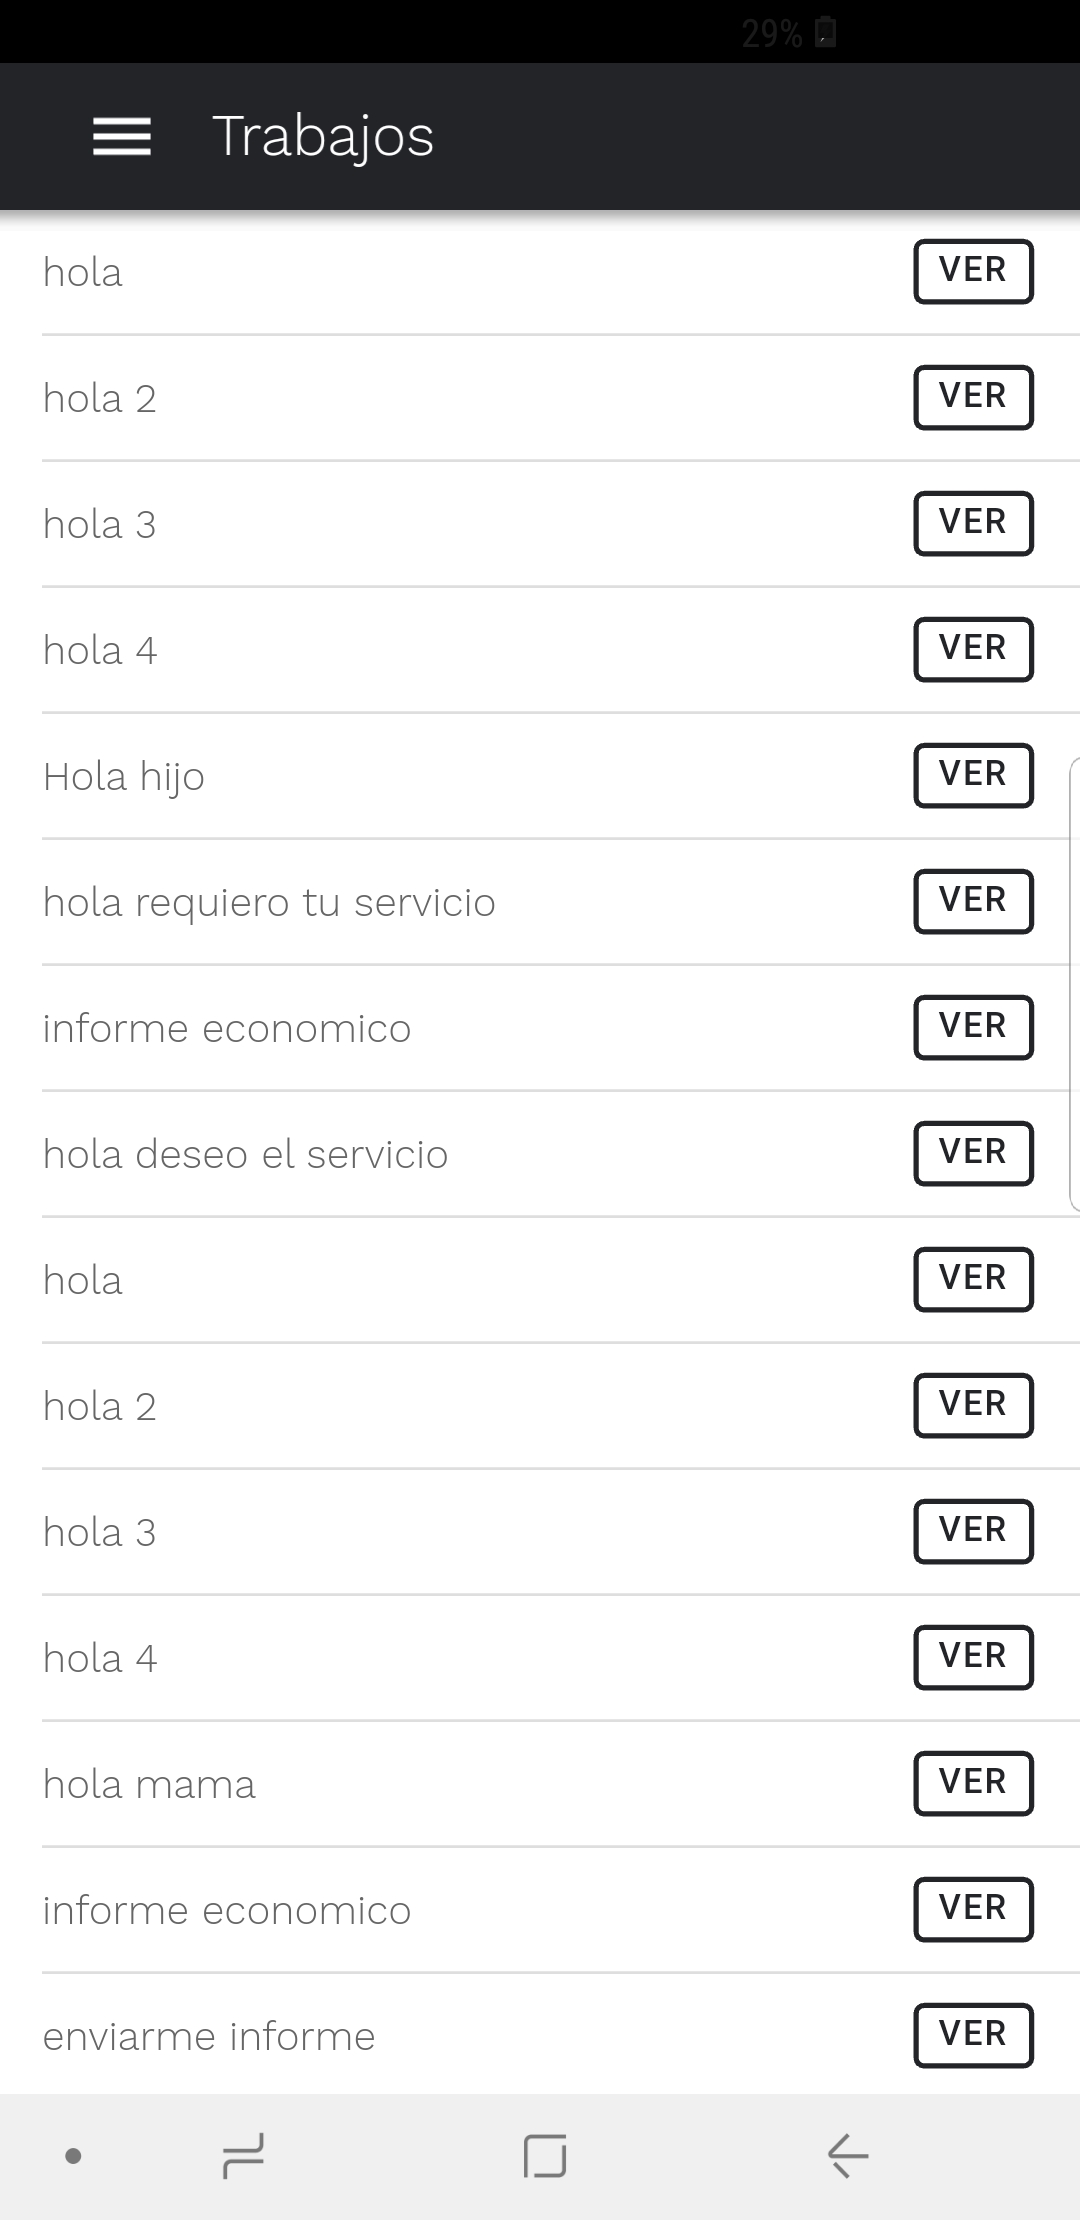 29%
Trabajos
hola VER
hola 2 VER
hola 3 VER
hola 4 VER
Hola hijo VER
hola requiero tu servicio VER
informe economico VER
hola deseo el servicio VER
hola VER
hola 2 VER
hola 3 VER
hola 4 VER
hola mama VER
informe economico VER
enviarme informe VER